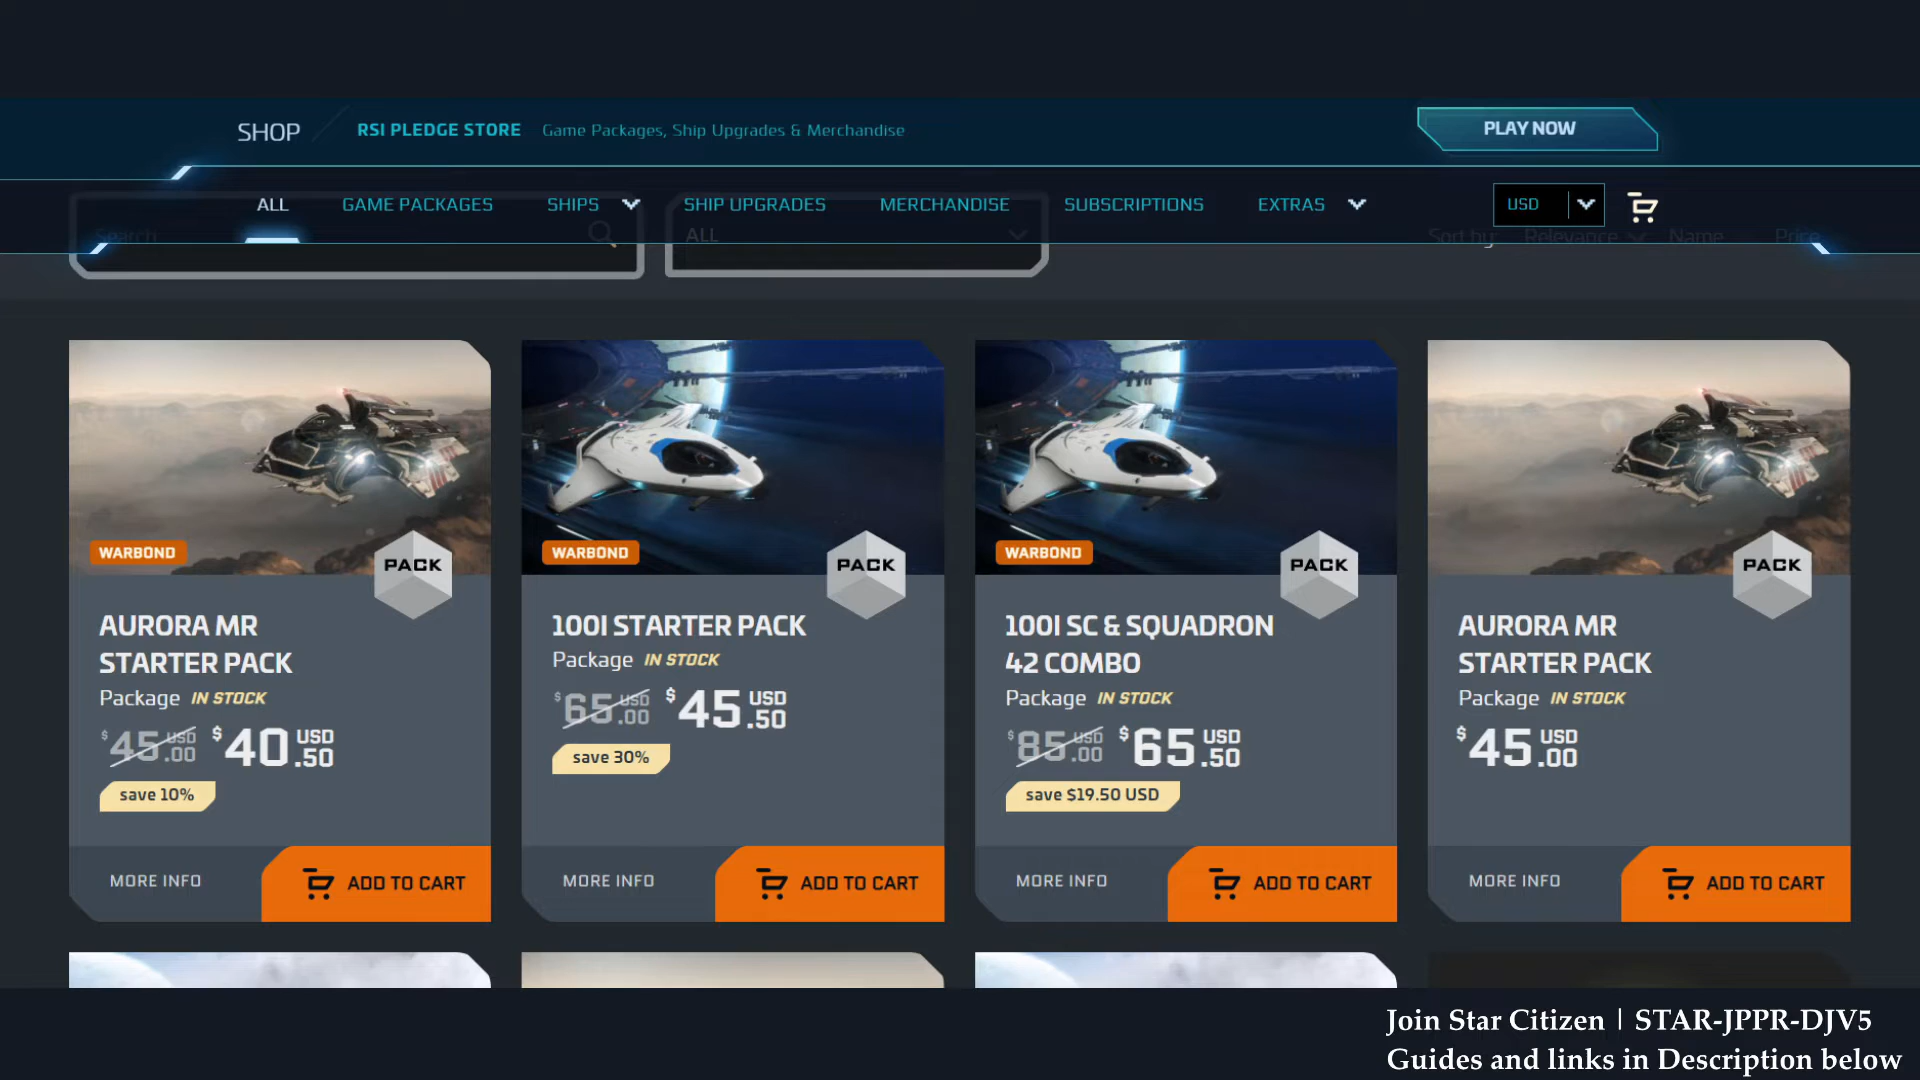 SHOP RSI PLEDGE STORE Game Packages, Ship Upgrades & Merchandise PLAY NOW
ALL GAME PACKAGES SHIPS SHIP UPGRADES MERCHANDISE SUBSCRIPTIONS EXTRAS USD
Search ALL Sort by: Relevance Name Price
WARBOND
PACK
AURORA MR
STARTER PACK
Package IN STOCK
$45.00 USD $40.50 USD
save 10%
MORE INFO ADD TO CART
WARBOND
PACK
100I STARTER PACK
Package IN STOCK
$65.00 USD $45.50 USD
save 30%
MORE INFO ADD TO CART
WARBOND
PACK
100I SC & SQUADRON
42 COMBO
Package IN STOCK
$85.00 USD $65.50 USD
save $19.50 USD
MORE INFO ADD TO CART
PACK
AURORA MR
STARTER PACK
Package IN STOCK
$45.00 USD
MORE INFO ADD TO CART
Join Star Citizen | STAR-JPPR-DJV5
Guides and links in Description below